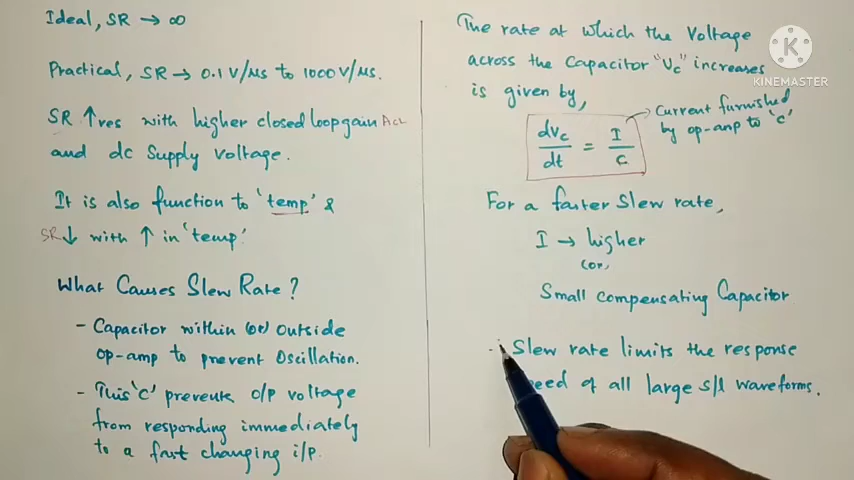 Ideal, SR → ∞
Practical, SR → 0.1 V/μs to 1000 V/μs.
SR ↑res with higher closed loop gain ACL
and dc Supply Voltage.
It is also function to 'temp' &
SR ↓ with ↑ in 'temp'
What Causes Slew Rate?
- Capacitor within (or) outside
op-amp to prevent Oscillation.
- This 'C' prevents O/P voltage
from responding immediately
to a fast changing i/P.
The rate at which the Voltage
across the Capacitor "Vc" increases
is given by,
dVc/dt = I/C → Current furnished
by op-amp to 'C'
For a faster Slew rate,
I → higher
(or)
Small compensating Capacitor
- Slew rate limits the response
speed of all large s/l waveforms.
KINEMASTER